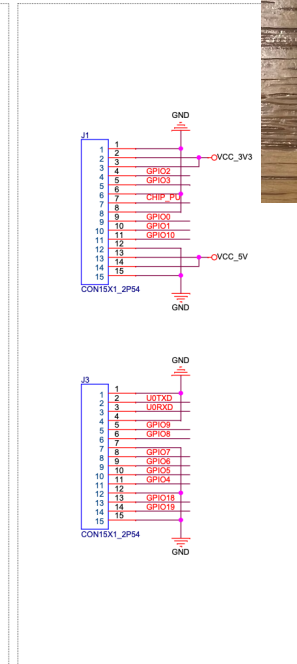 GND
J1
1 1
2 2 VCC_3V3
3 3
4 4 GPIO2
5 5 GPIO3
6 6
7 7 CHIP_PU
8 8
9 9 GPIO0
10 10 GPIO1
11 11 GPIO10
12 12
13 13 VCC_5V
14 14
15 15
CON15X1_2P54
GND
GND
J3
1 1
2 2 U0TXD
3 3 U0RXD
4 4
5 5 GPIO9
6 6 GPIO8
7 7
8 8 GPIO7
9 9 GPIO6
10 10 GPIO5
11 11 GPIO4
12 12
13 13 GPIO18
14 14 GPIO19
15 15
CON15X1_2P54
GND